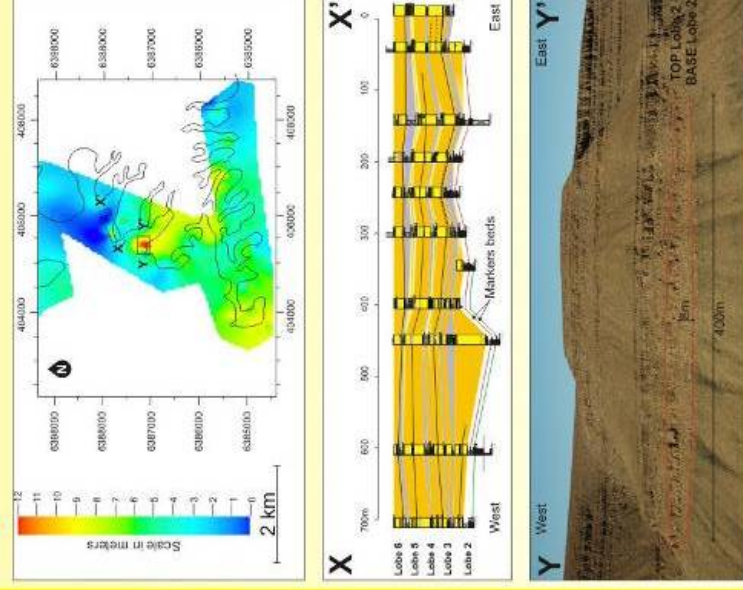 6388000
6387000
6386000
6385000
404000
406000
408000
N
X
X'
Y
Y'
12
11
10
9
8
7
6
5
4
3
2
1
0
Scale in meters
2 km
X
X'
700m
600
500
400
300
200
100
0
Lobe 6
Lobe 5
Lobe 4
Lobe 3
Lobe 2
Markers beds
West
East
Y
West
East
Y'
TOP Lobe 2
BASE Lobe 2
8m
400m